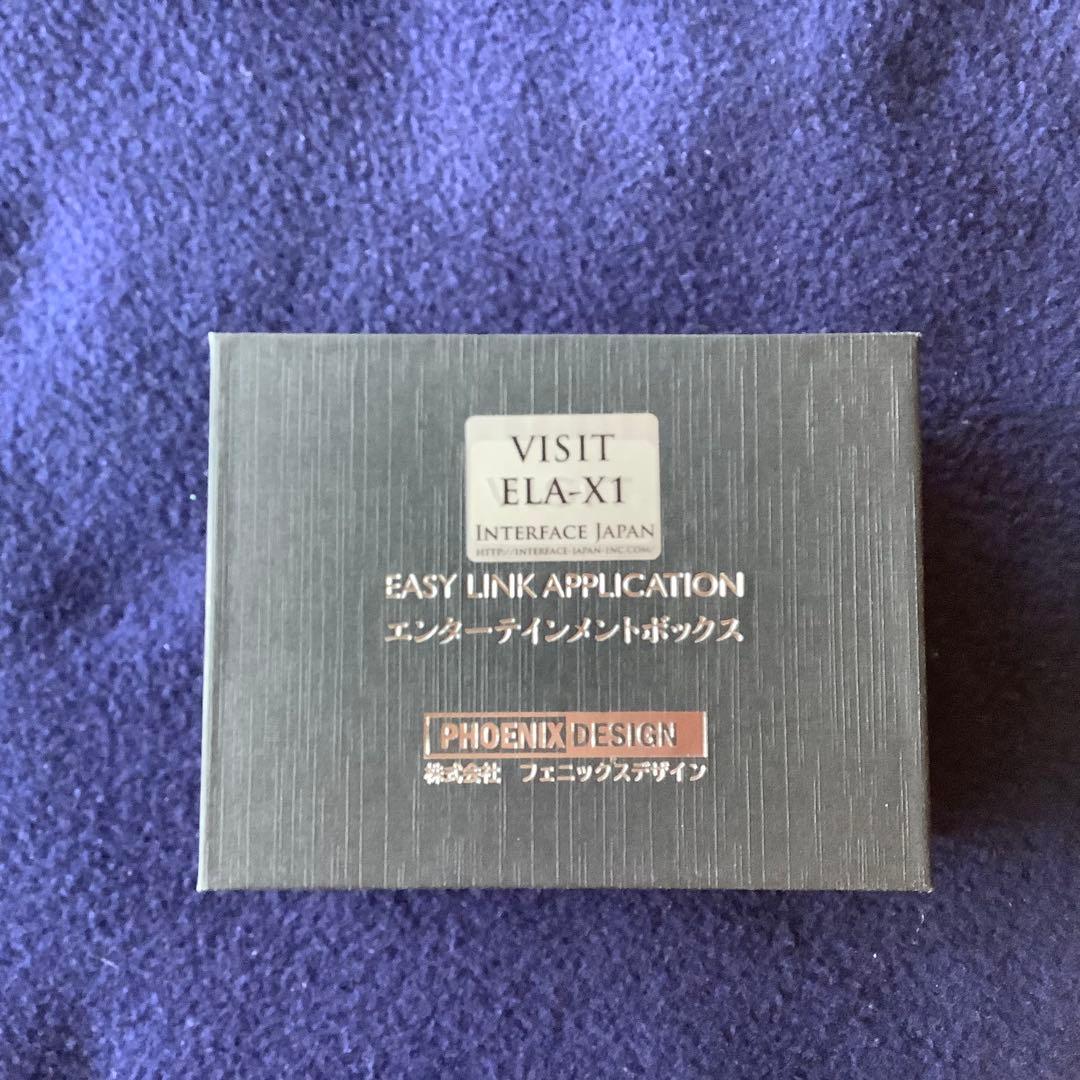 VISIT
ELA-X1
INTERFACE JAPAN
HTTP://INTERFACE-JAPAN-INC.COM/
EASY LINK APPLICATION
エンターテインメントボックス
PHOENIX DESIGN
株式会社 フェニックスデザイン